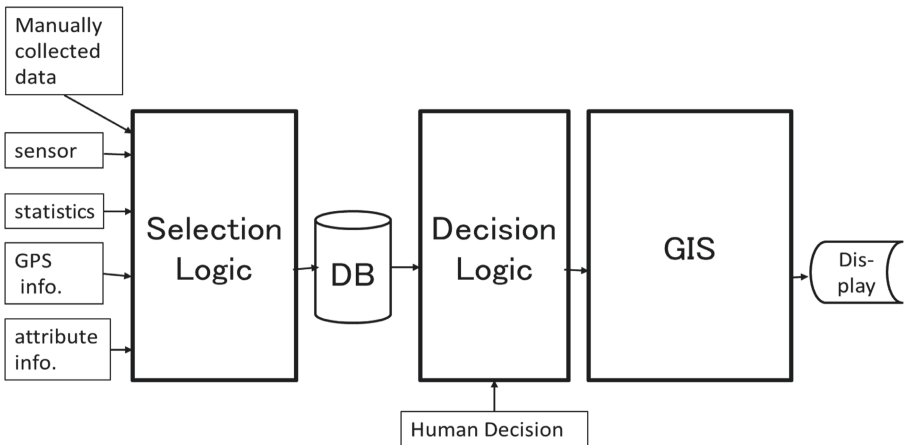 Manually
collected
data
sensor
statistics
GPS
info.
attribute
info.
Selection
Logic
DB
Decision
Logic
Human Decision
GIS
Dis-
play